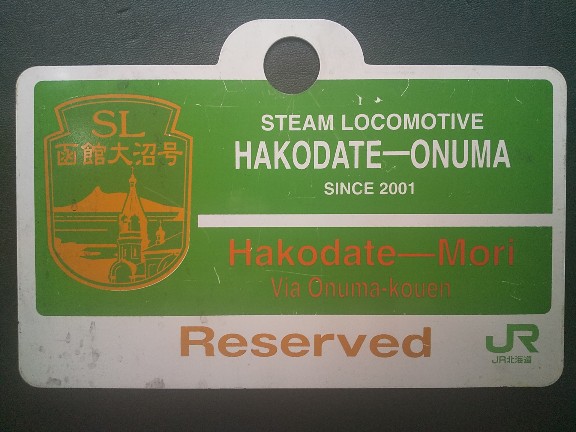 SL
函館大沼号
STEAM LOCOMOTIVE
HAKODATE—ONUMA
SINCE 2001
Hakodate—Mori
Via Onuma-kouen
Reserved
JR
JR北海道